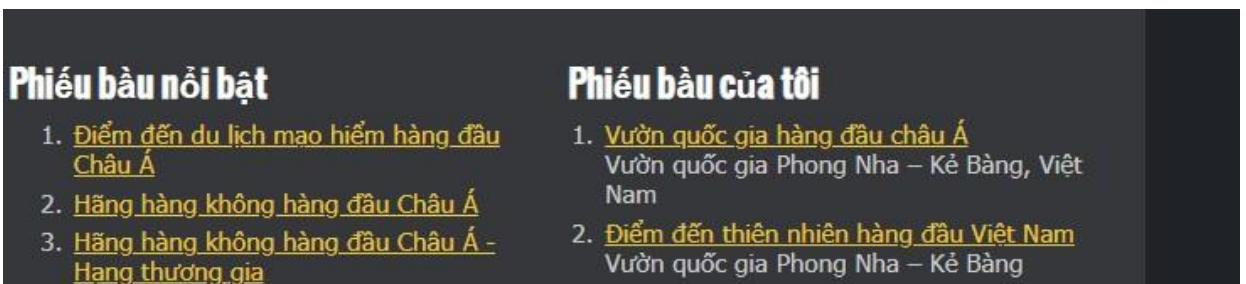 Phiếu bầu nổi bật
1. Điểm đến du lịch mạo hiểm hàng đầu
Châu Á
2. Hãng hàng không hàng đầu Châu Á
3. Hãng hàng không hàng đầu Châu Á -
Hạng thương gia
Phiếu bầu của tôi
1. Vườn quốc gia hàng đầu châu Á
Vườn quốc gia Phong Nha – Kẻ Bàng, Việt
Nam
2. Điểm đến thiên nhiên hàng đầu Việt Nam
Vườn quốc gia Phong Nha – Kẻ Bàng